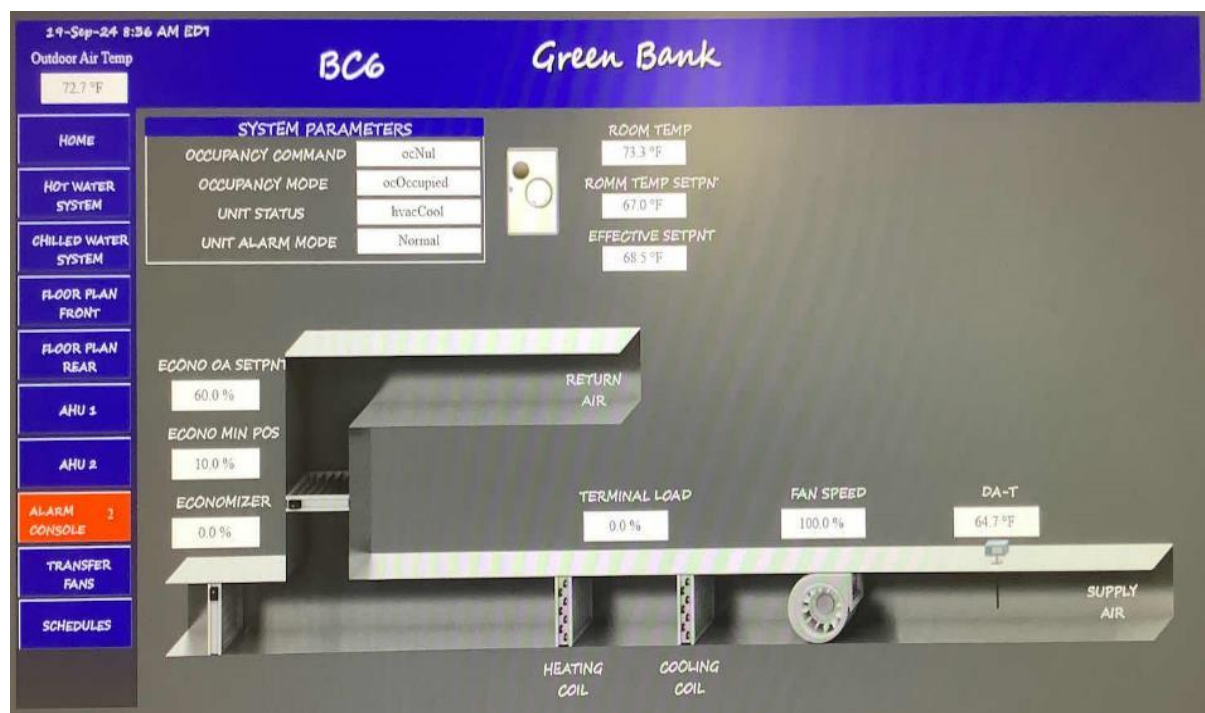 19-Sep-24 8:36 AM EDT
Outdoor Air Temp
72.7 °F
BC6
Green Bank
HOME
HOT WATER
SYSTEM
CHILLED WATER
SYSTEM
FLOOR PLAN
FRONT
FLOOR PLAN
REAR
AHU 1
AHU 2
ALARM 2
CONSOLE
TRANSFER
FANS
SCHEDULES
SYSTEM PARAMETERS
OCCUPANCY COMMAND ocNul
OCCUPANCY MODE ocOccupied
UNIT STATUS hvacCool
UNIT ALARM MODE Normal
ROOM TEMP
73.3 °F
ROMM TEMP SETPN
67.0 °F
EFFECTIVE SETPNT
68.5 °F
ECONO OA SETPNT
60.0 %
ECONO MIN POS
10.0 %
ECONOMIZER
0.0 %
RETURN
AIR
TERMINAL LOAD
0.0 %
FAN SPEED
100.0 %
DA-T
64.7 °F
SUPPLY
AIR
HEATING
COIL
COOLING
COIL